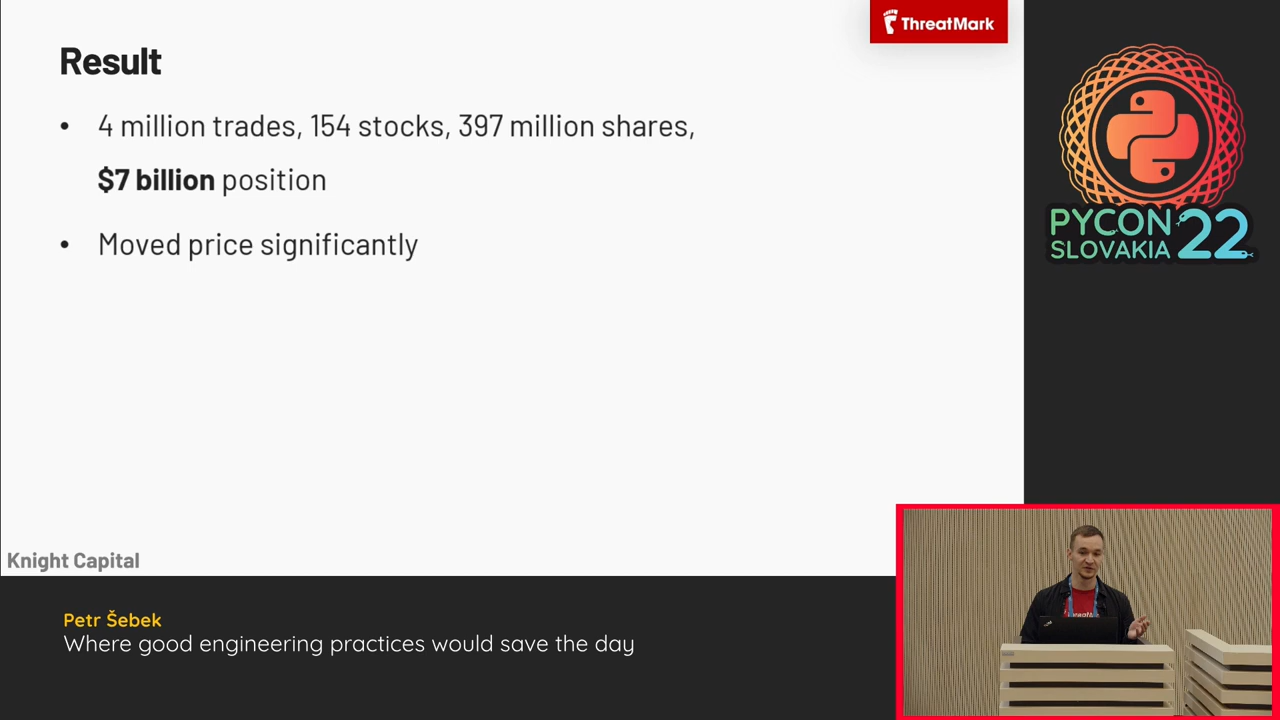 ThreatMark
Result
• 4 million trades, 154 stocks, 397 million shares,
$7 billion position
• Moved price significantly
PYCON
SLOVAKIA 22
Knight Capital
Petr Šebek
Where good engineering practices would save the day